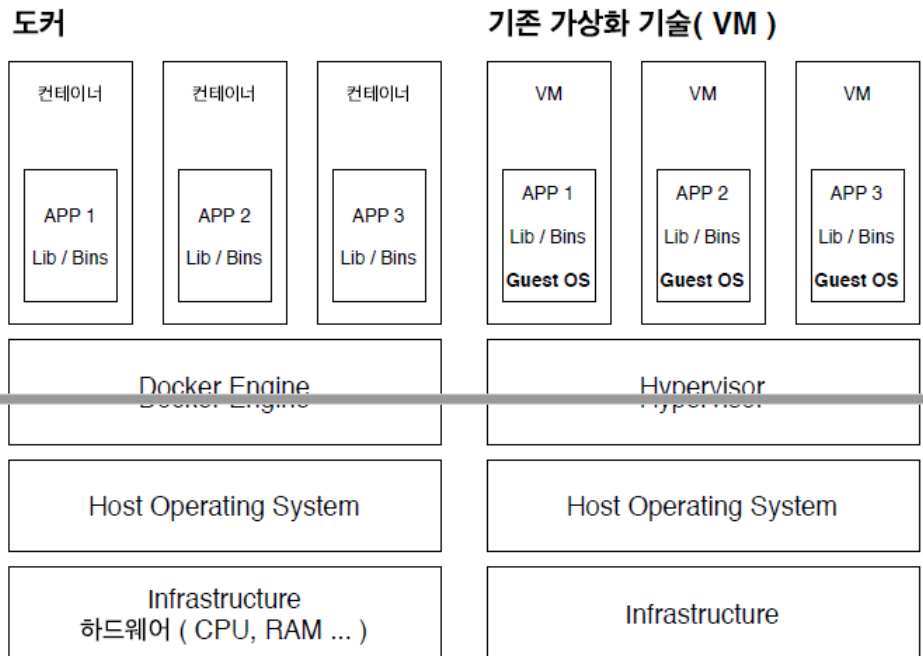 도커
컨테이너
APP 1
Lib / Bins
컨테이너
APP 2
Lib / Bins
컨테이너
APP 3
Lib / Bins
Docker Engine
Host Operating System
Infrastructure
하드웨어 ( CPU, RAM ... )
기존 가상화 기술( VM )
VM
APP 1
Lib / Bins
Guest OS
VM
APP 2
Lib / Bins
Guest OS
VM
APP 3
Lib / Bins
Guest OS
Hypervisor
Host Operating System
Infrastructure